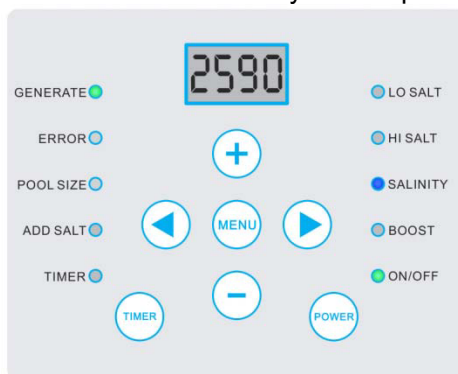 2590
GENERATE
LO SALT
ERROR
HI SALT
POOL SIZE
SALINITY
ADD SALT
MENU
BOOST
TIMER
ON/OFF
TIMER
POWER